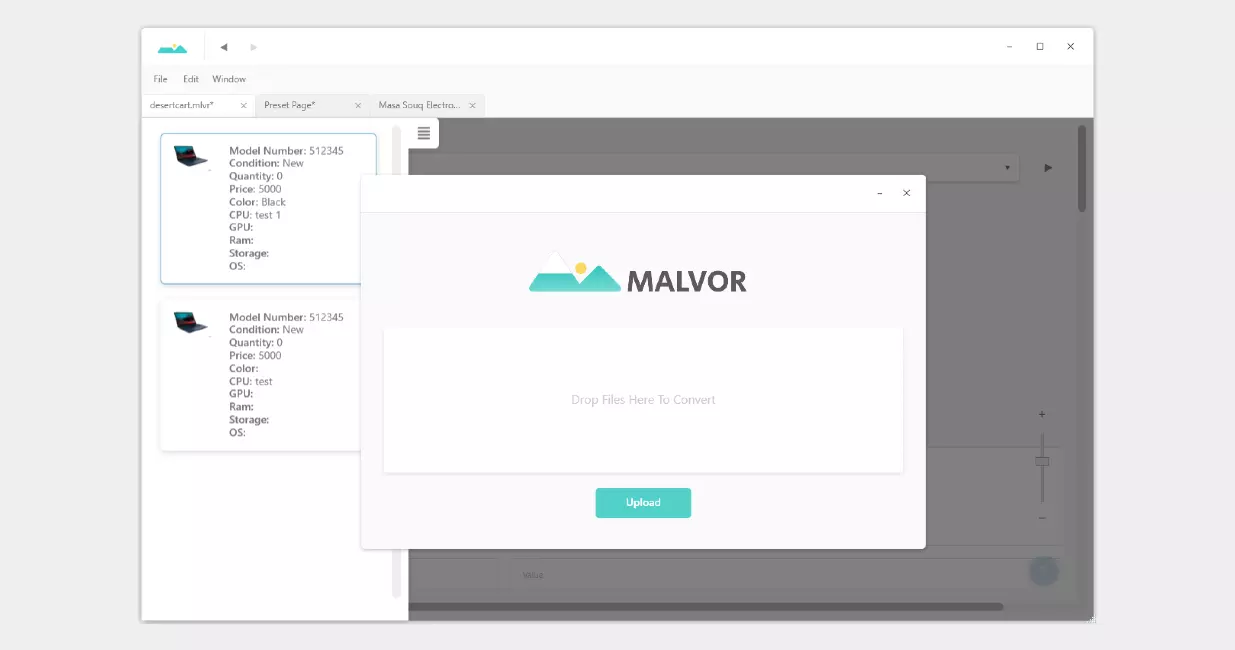 File Edit Window
desertcart.mlvr* Preset Page* Masa Souq Electro...
Model Number: 512345
Condition: New
Quantity: 0
Price: 5000
Color: Black
CPU: test 1
GPU:
Ram:
Storage:
OS:
Model Number: 512345
Condition: New
Quantity: 0
Price: 5000
Color:
CPU: test
GPU:
Ram:
Storage:
OS:
MALVOR
Drop Files Here To Convert
Upload
Value